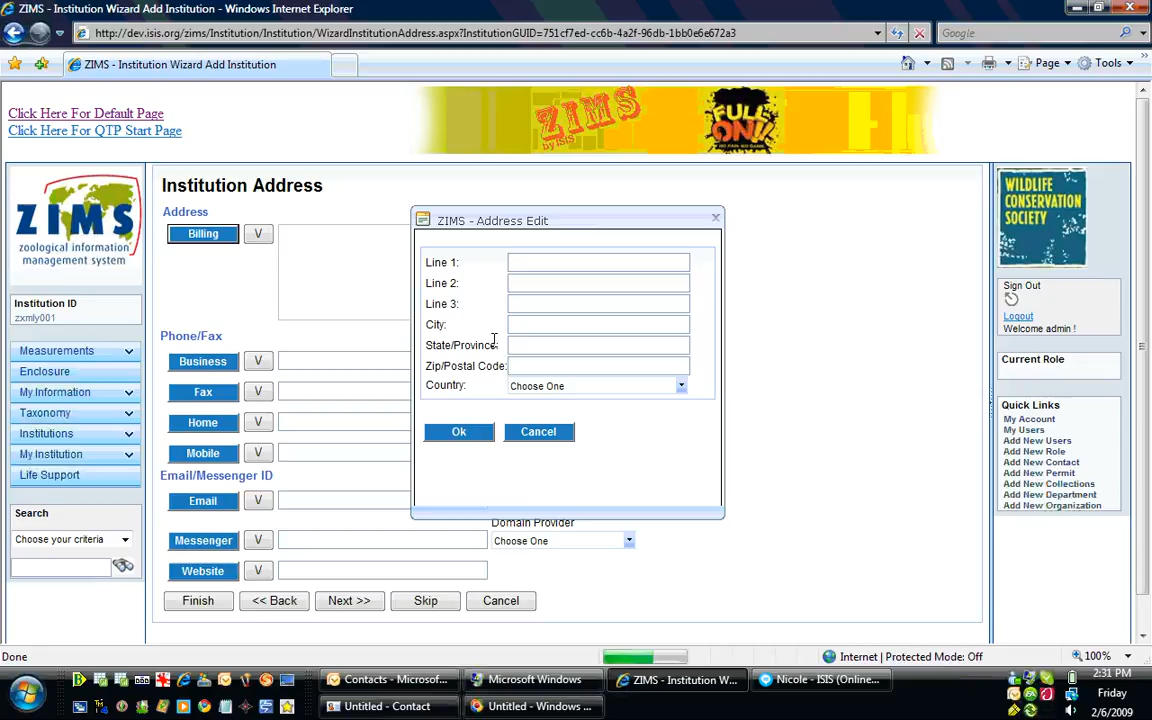 ZIMS - Institution Wizard Add Institution - Windows Internet Explorer
http://dev.isis.org/zims/Institution/Institution/WizardInstitutionAddress.aspx?InstitutionGUID=751cf7ed-cc6b-4a2f-96db-1bb0e6e672a3
Google
ZIMS - Institution Wizard Add Institution
Page
Tools
Click Here For Default Page
Click Here For QTP Start Page
ZIMS
by ISIS
FULL ON!!
ZIMS
zoological information
management system
Institution ID
zxmly001
Measurements
Enclosure
My Information
Taxonomy
Institutions
My Institution
Life Support
Search
Choose your criteria
Institution Address
Address
Billing V
Phone/Fax
Business V
Fax V
Home V
Mobile V
Email/Messenger ID
Email V
Domain Provider
Messenger V Choose One
Website V
Finish << Back Next >> Skip Cancel
ZIMS - Address Edit
Line 1:
Line 2:
Line 3:
City:
State/Province:
Zip/Postal Code:
Country: Choose One
Ok Cancel
WILDLIFE
CONSERVATION
SOCIETY
Sign Out
Logout
Welcome admin !
Current Role
Quick Links
My Account
My Users
Add New Users
Add New Role
Add New Contact
Add New Permit
Add New Collections
Add New Department
Add New Organization
Done
Internet | Protected Mode: Off
100%
Contacts - Microsof...
Microsoft Windows
ZIMS - Institution W...
Nicole - ISIS (Online...
Untitled - Contact
Untitled - Windows ...
2:31 PM
Friday
2/6/2009